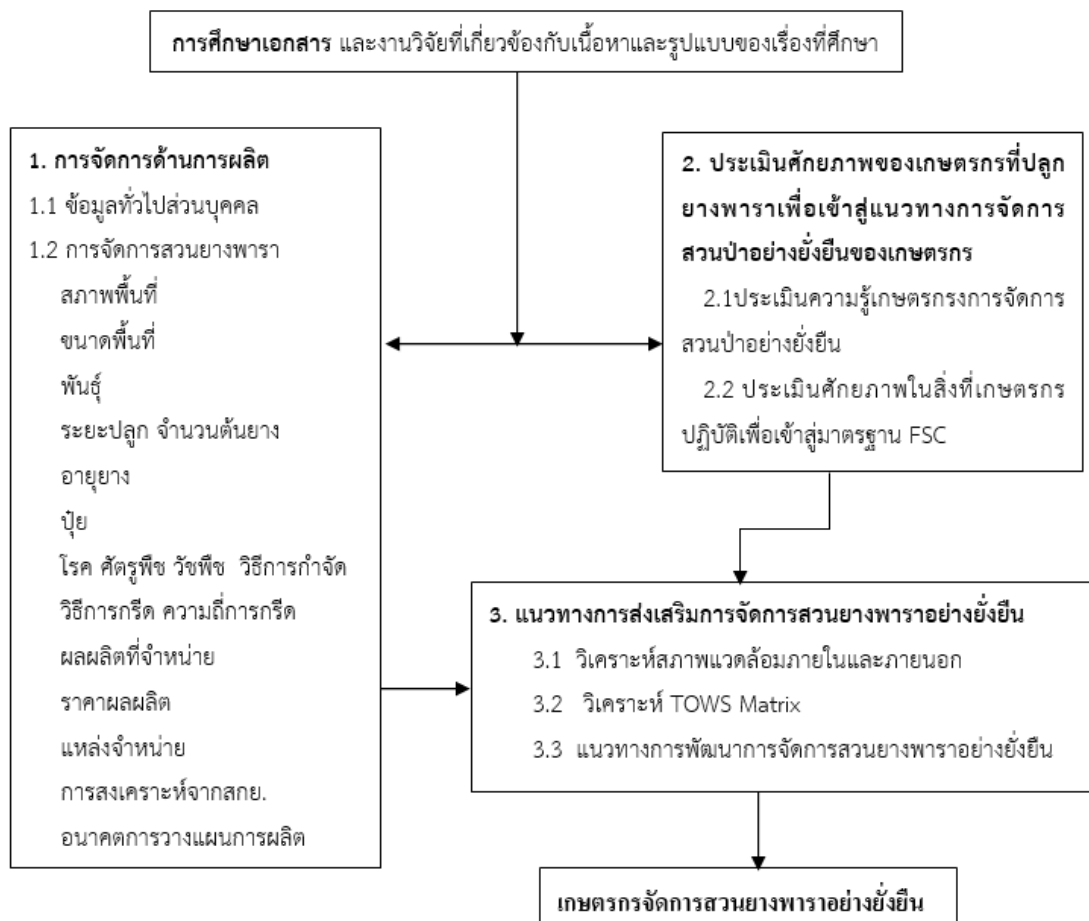 การศึกษาเอกสาร และงานวิจัยที่เกี่ยวข้องกับเนื้อหาและรูปแบบของเรื่องที่ศึกษา
1. การจัดการด้านการผลิต
1.1 ข้อมูลทั่วไปส่วนบุคคล
1.2 การจัดการสวนยางพารา
สภาพพื้นที่
ขนาดพื้นที่
พันธุ์
ระยะปลูก จำนวนต้นยาง
อายุยาง
ปุ๋ย
โรค ศัตรูพืช วัชพืช วิธีการกำจัด
วิธีการกรีด ความถี่การกรีด
ผลผลิตที่จำหน่าย
ราคาผลผลิต
แหล่งจำหน่าย
การสงเคราะห์จากสกย.
อนาคตการวางแผนการผลิต
2. ประเมินศักยภาพของเกษตรกรที่ปลูก
ยางพาราเพื่อเข้าสู่แนวทางการจัดการ
สวนป่าอย่างยั่งยืนของเกษตรกร
2.1ประเมินความรู้เกษตรกรงการจัดการ
สวนป่าอย่างยั่งยืน
2.2 ประเมินศักยภาพในสิ่งที่เกษตรกร
ปฏิบัติเพื่อเข้าสู่มาตรฐาน FSC
3. แนวทางการส่งเสริมการจัดการสวนยางพาราอย่างยั่งยืน
3.1 วิเคราะห์สภาพแวดล้อมภายในและภายนอก
3.2 วิเคราะห์ TOWS Matrix
3.3 แนวทางการพัฒนาการจัดการสวนยางพาราอย่างยั่งยืน
เกษตรกรจัดการสวนยางพาราอย่างยั่งยืน